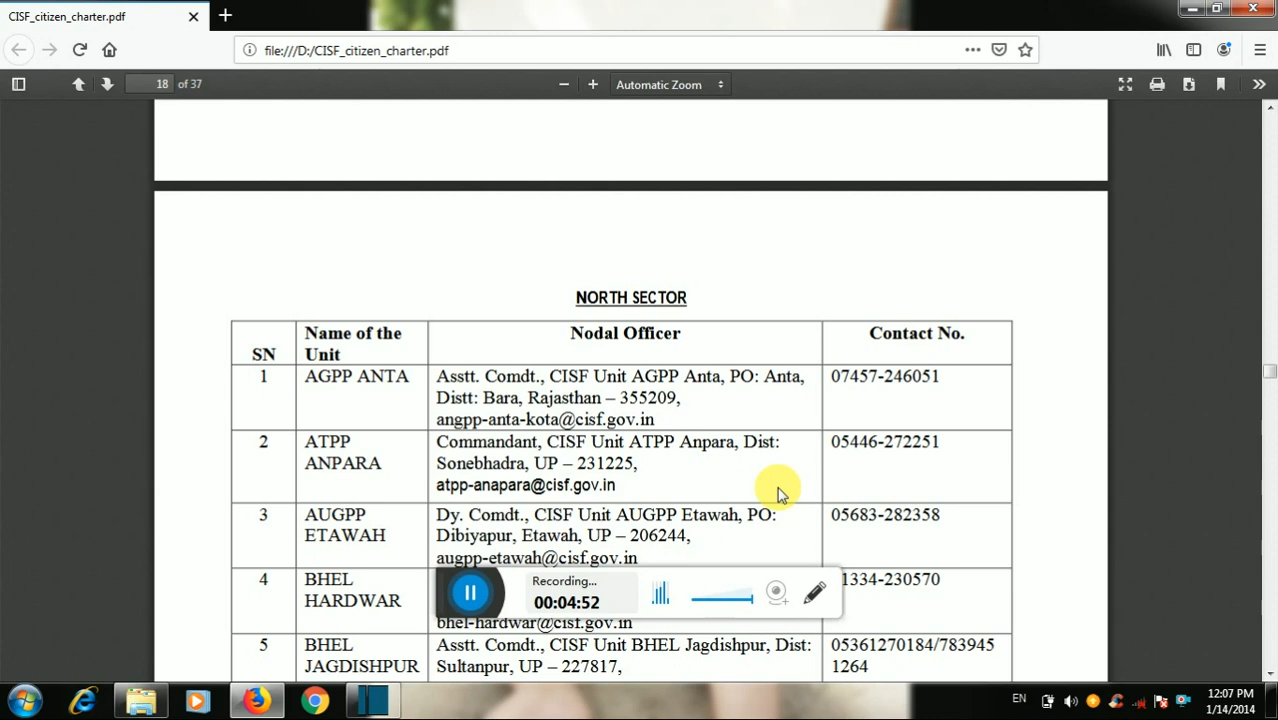 CISF_citizen_charter.pdf
file:///D:/CISF_citizen_charter.pdf
18 of 37
Automatic Zoom
NORTH SECTOR
SN Name of the Unit Nodal Officer Contact No.
1 AGPP ANTA Asstt. Comdt., CISF Unit AGPP Anta, PO: Anta, 07457-246051
Distt: Bara, Rajasthan – 355209,
angpp-anta-kota@cisf.gov.in
2 ATPP Commandant, CISF Unit ATPP Anpara, Dist: 05446-272251
ANPARA Sonebhadra, UP – 231225,
atpp-anapara@cisf.gov.in
3 AUGPP Dy. Comdt., CISF Unit AUGPP Etawah, PO: 05683-282358
ETAWAH Dibiyapur, Etawah, UP – 206244,
augpp-etawah@cisf.gov.in
4 BHEL 1334-230570
HARDWAR
Recording...
00:04:52
bhel-hardwar@cisf.gov.in
5 BHEL Asstt. Comdt., CISF Unit BHEL Jagdishpur, Dist: 05361270184/783945
JAGDISHPUR Sultanpur, UP – 227817, 1264
EN
12:07 PM
1/14/2014